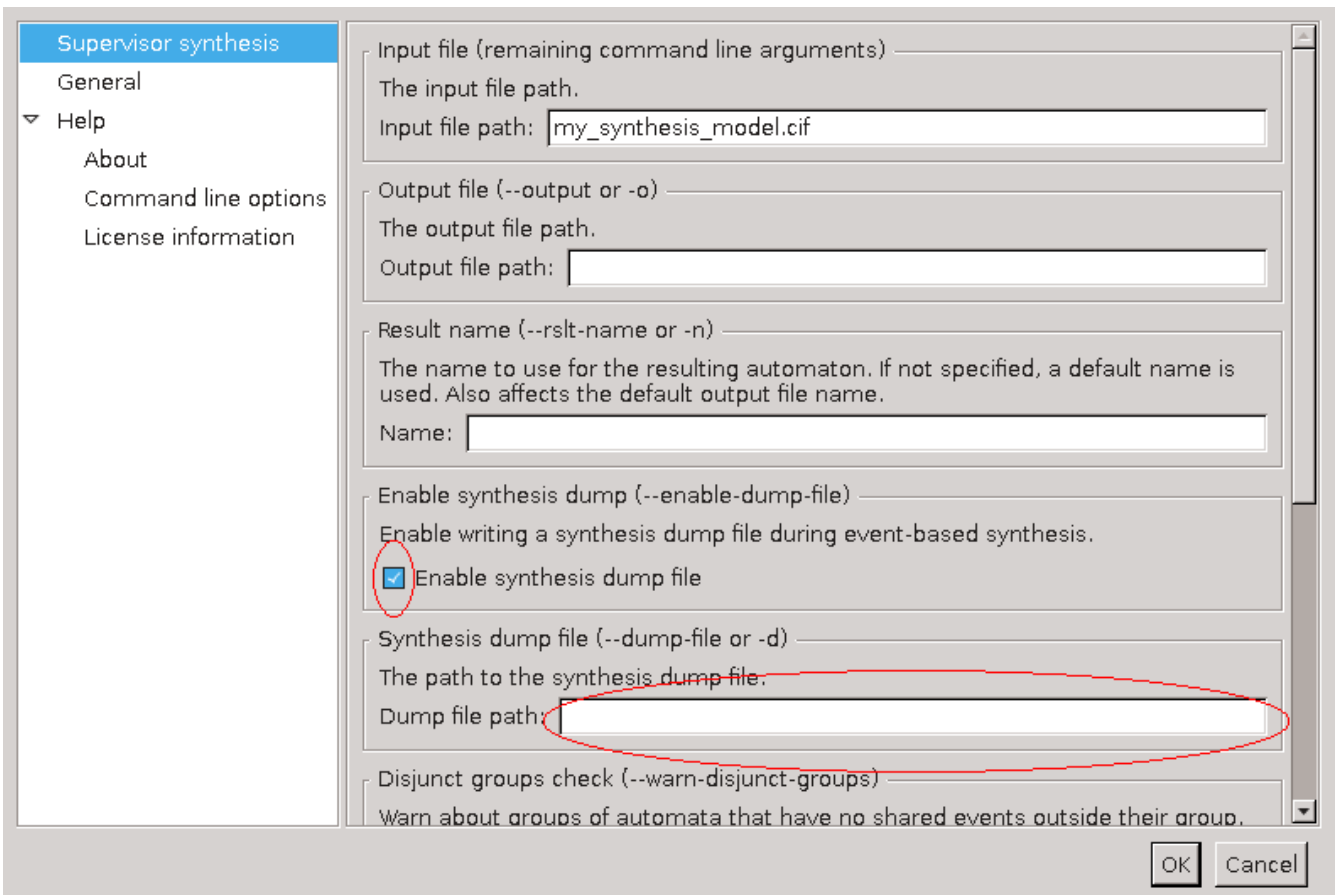 Supervisor synthesis
General
Help
About
Command line options
License information
Input file (remaining command line arguments)
The input file path.
Input file path: my_synthesis_model.cif
Output file (--output or -o)
The output file path.
Output file path:
Result name (--rslt-name or -n)
The name to use for the resulting automaton. If not specified, a default name is
used. Also affects the default output file name.
Name:
Enable synthesis dump (--enable-dump-file)
Enable writing a synthesis dump file during event-based synthesis.
Enable synthesis dump file
Synthesis dump file (--dump-file or -d)
The path to the synthesis dump file.
Dump file path:
Disjunct groups check (--warn-disjunct-groups)
Warn about groups of automata that have no shared events outside their group.
OK
Cancel